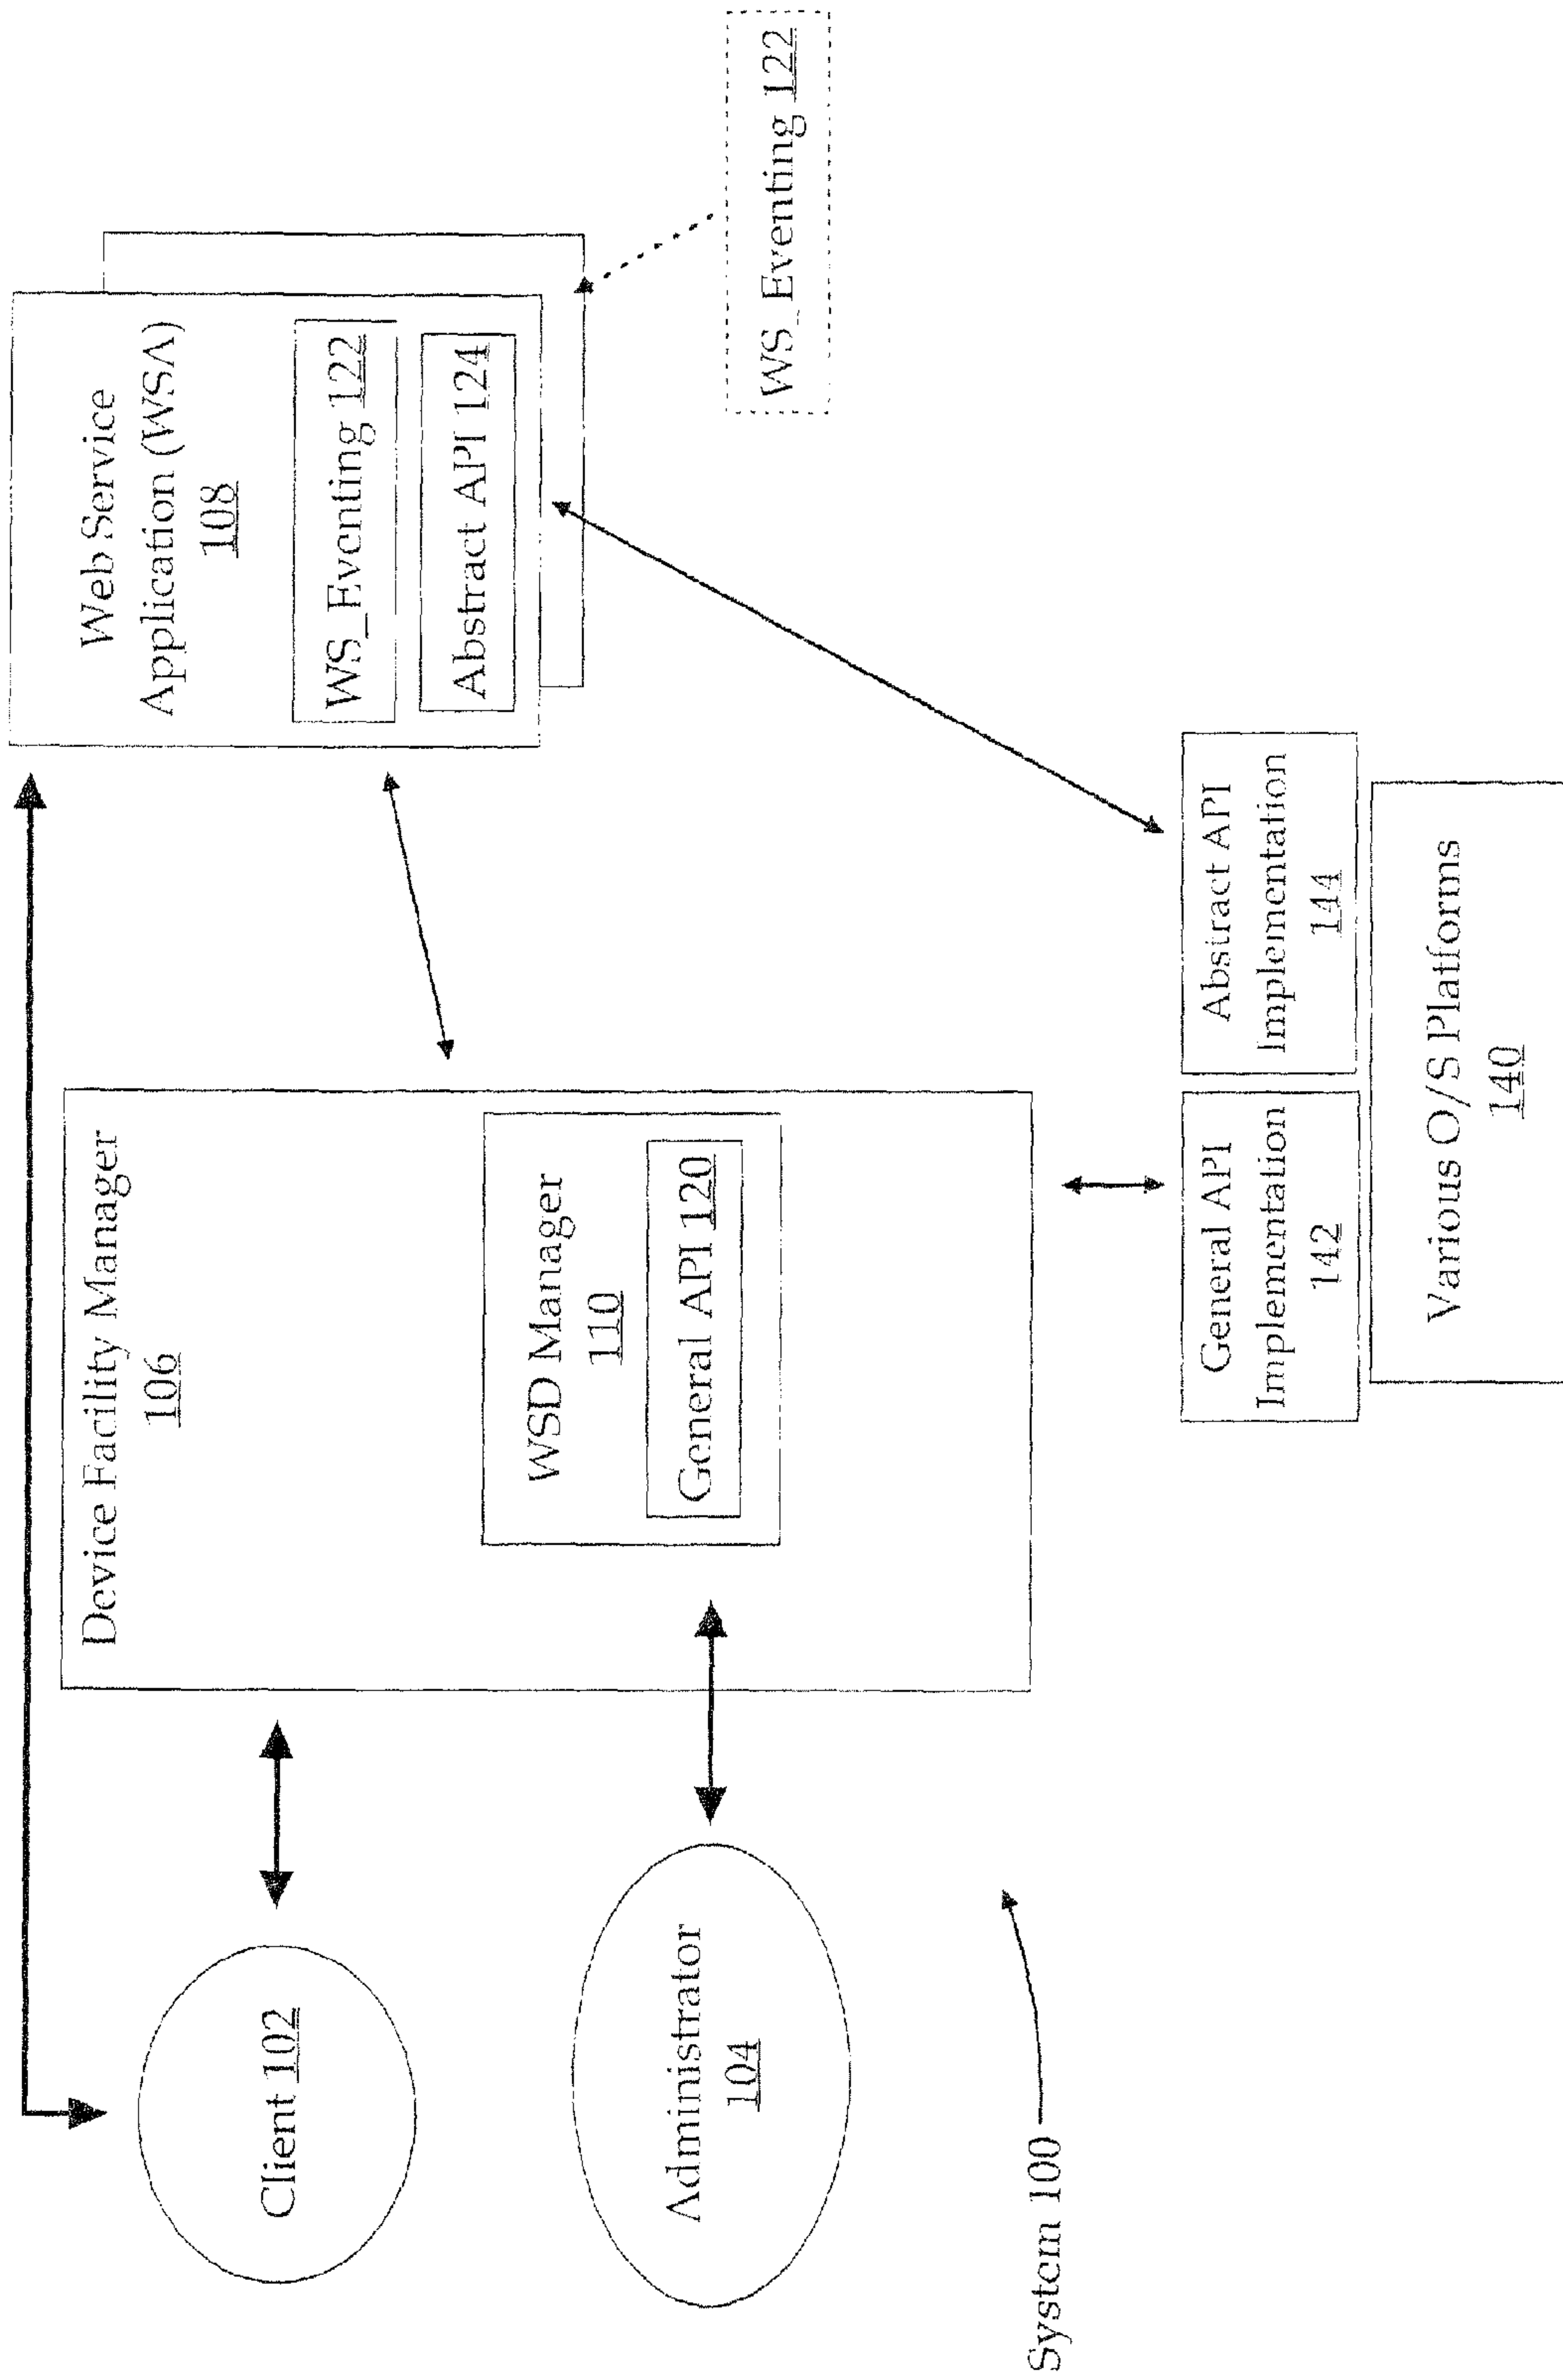 Client 102
Administrator
104
System 100
Device Facility Manager
106
WSD Manager
110
General API 120
Web Service
Application (WSA)
108
WS_Eventing 122
Abstract API 124
WS_Eventing 122
General API
Implementation
142
Abstract API
Implementation
144
Various O/S Platforms
140